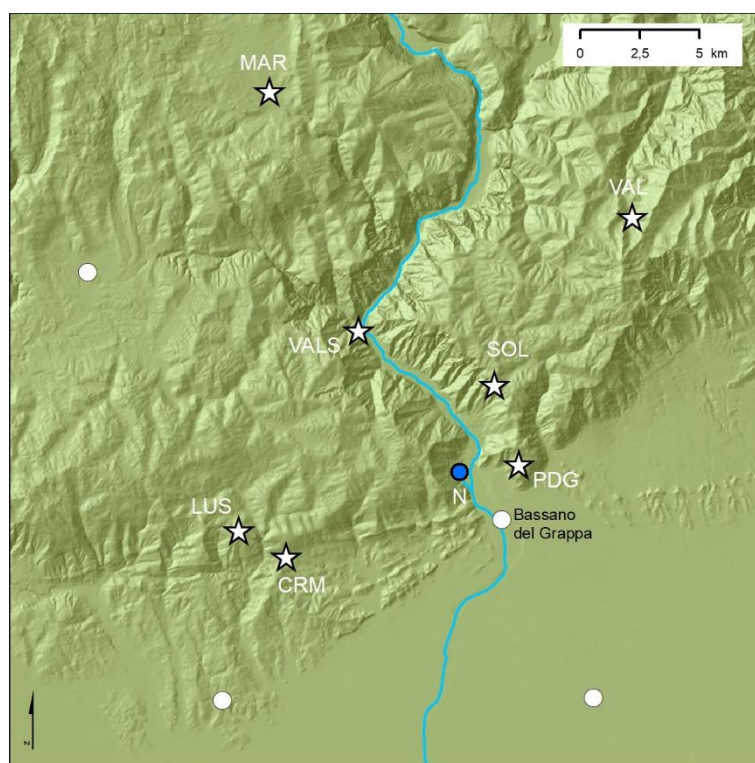 MAR
0 2,5 5 km
VAL
VALS
SOL
PDG
N
LUS
Bassano
del Grappa
CRM
N